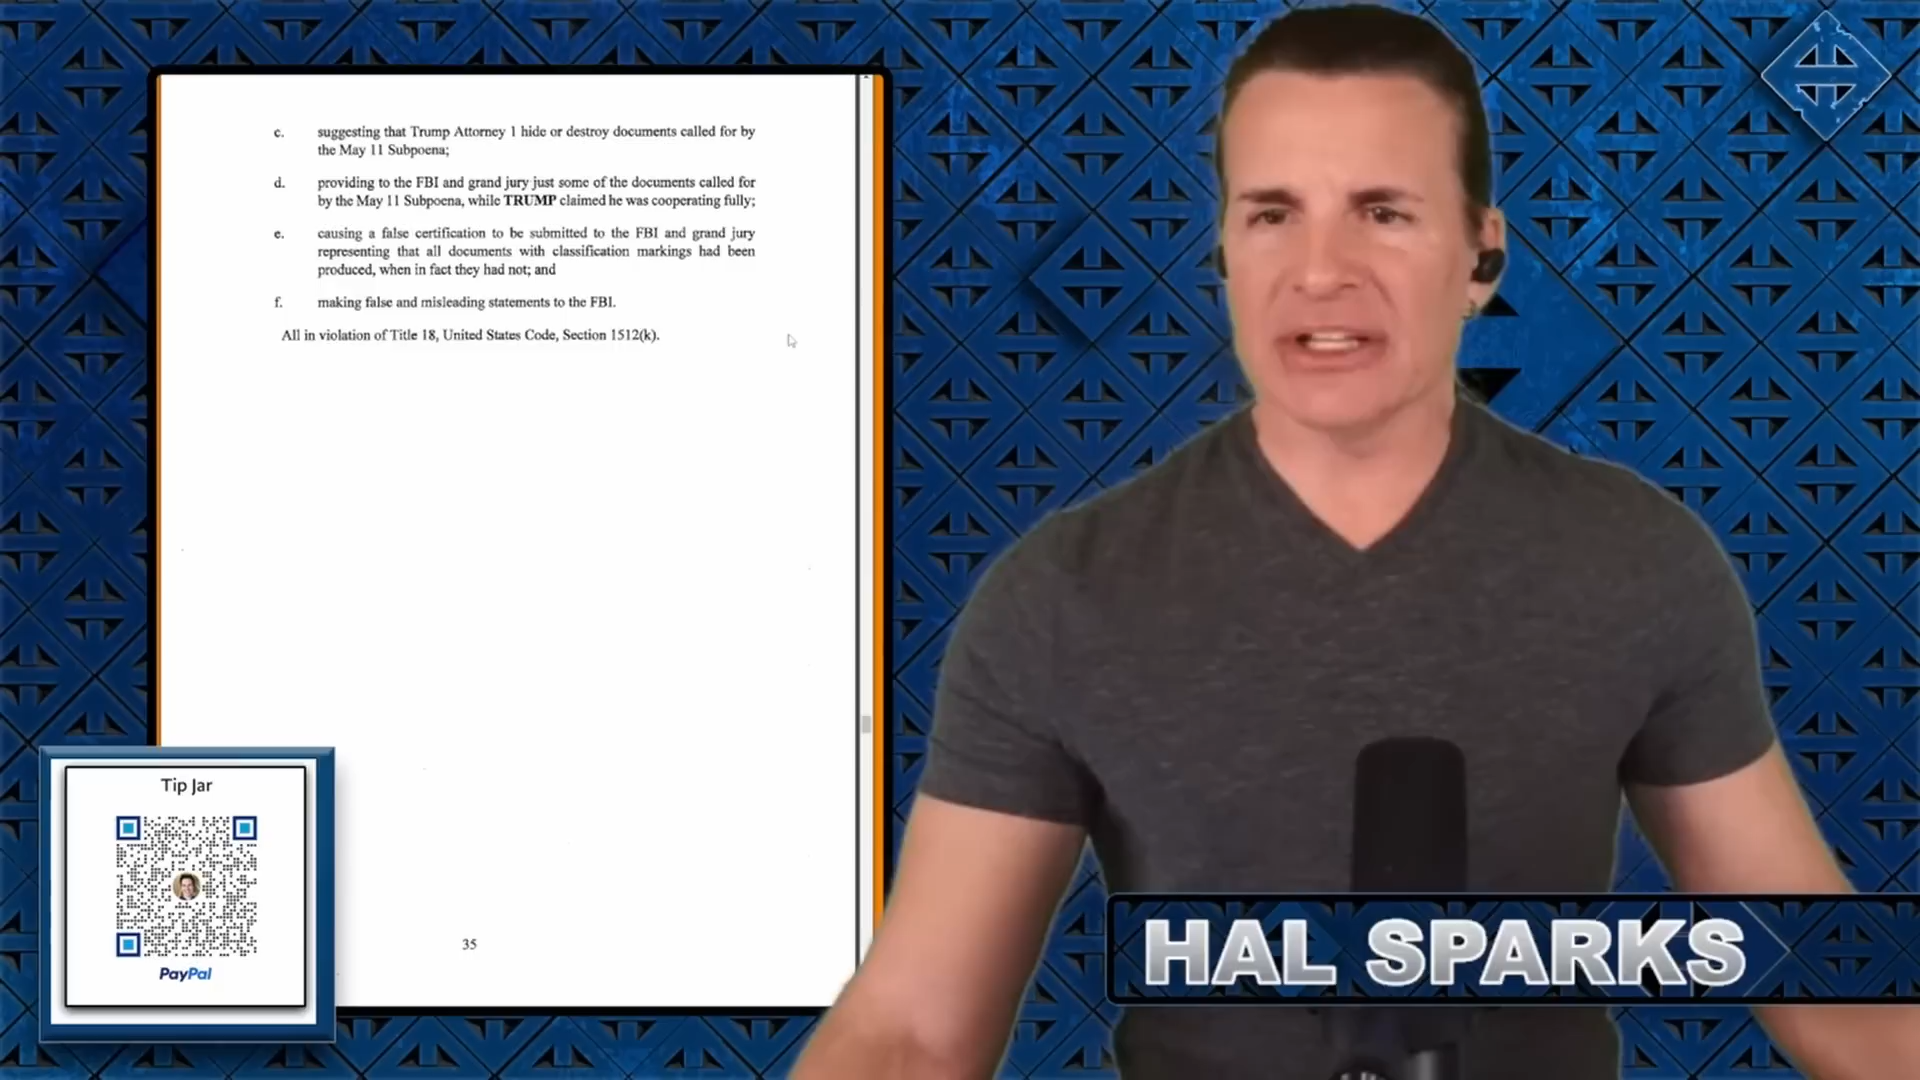 c. suggesting that Trump Attorney 1 hide or destroy documents called for by
the May 11 Subpoena;
d. providing to the FBI and grand jury just some of the documents called for
by the May 11 Subpoena, while TRUMP claimed he was cooperating fully;
e. causing a false certification to be submitted to the FBI and grand jury
representing that all documents with classification markings had been
produced, when in fact they had not; and
f. making false and misleading statements to the FBI.
All in violation of Title 18, United States Code, Section 1512(k).
35
Tip Jar
PayPal
HAL SPARKS